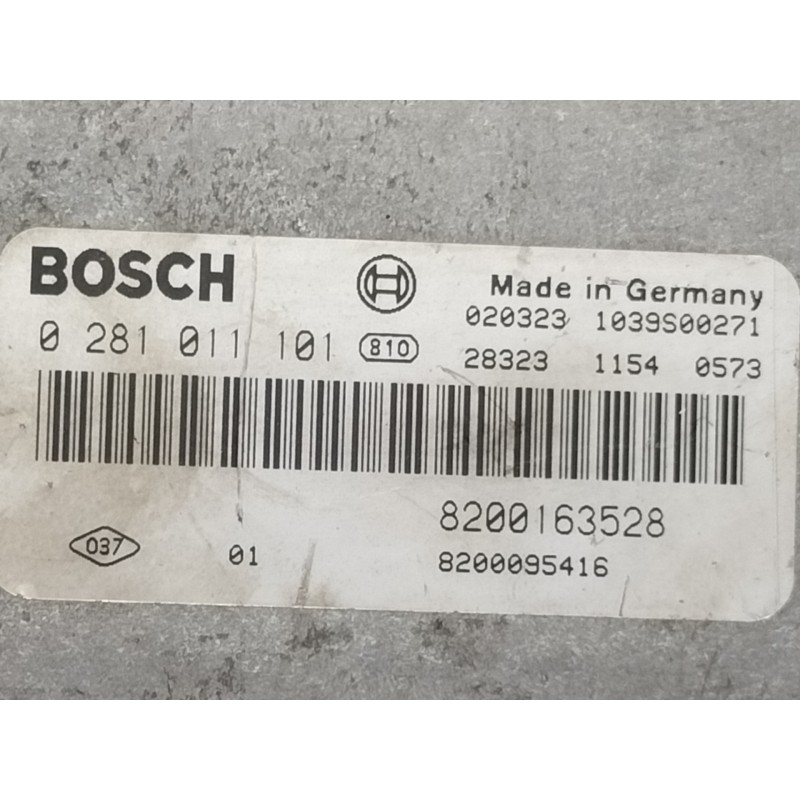 BOSCH
Made in Germany
020323 1039S00271
0 281 011 101 810
28323 1154 0573
8200163528
037 01
8200095416